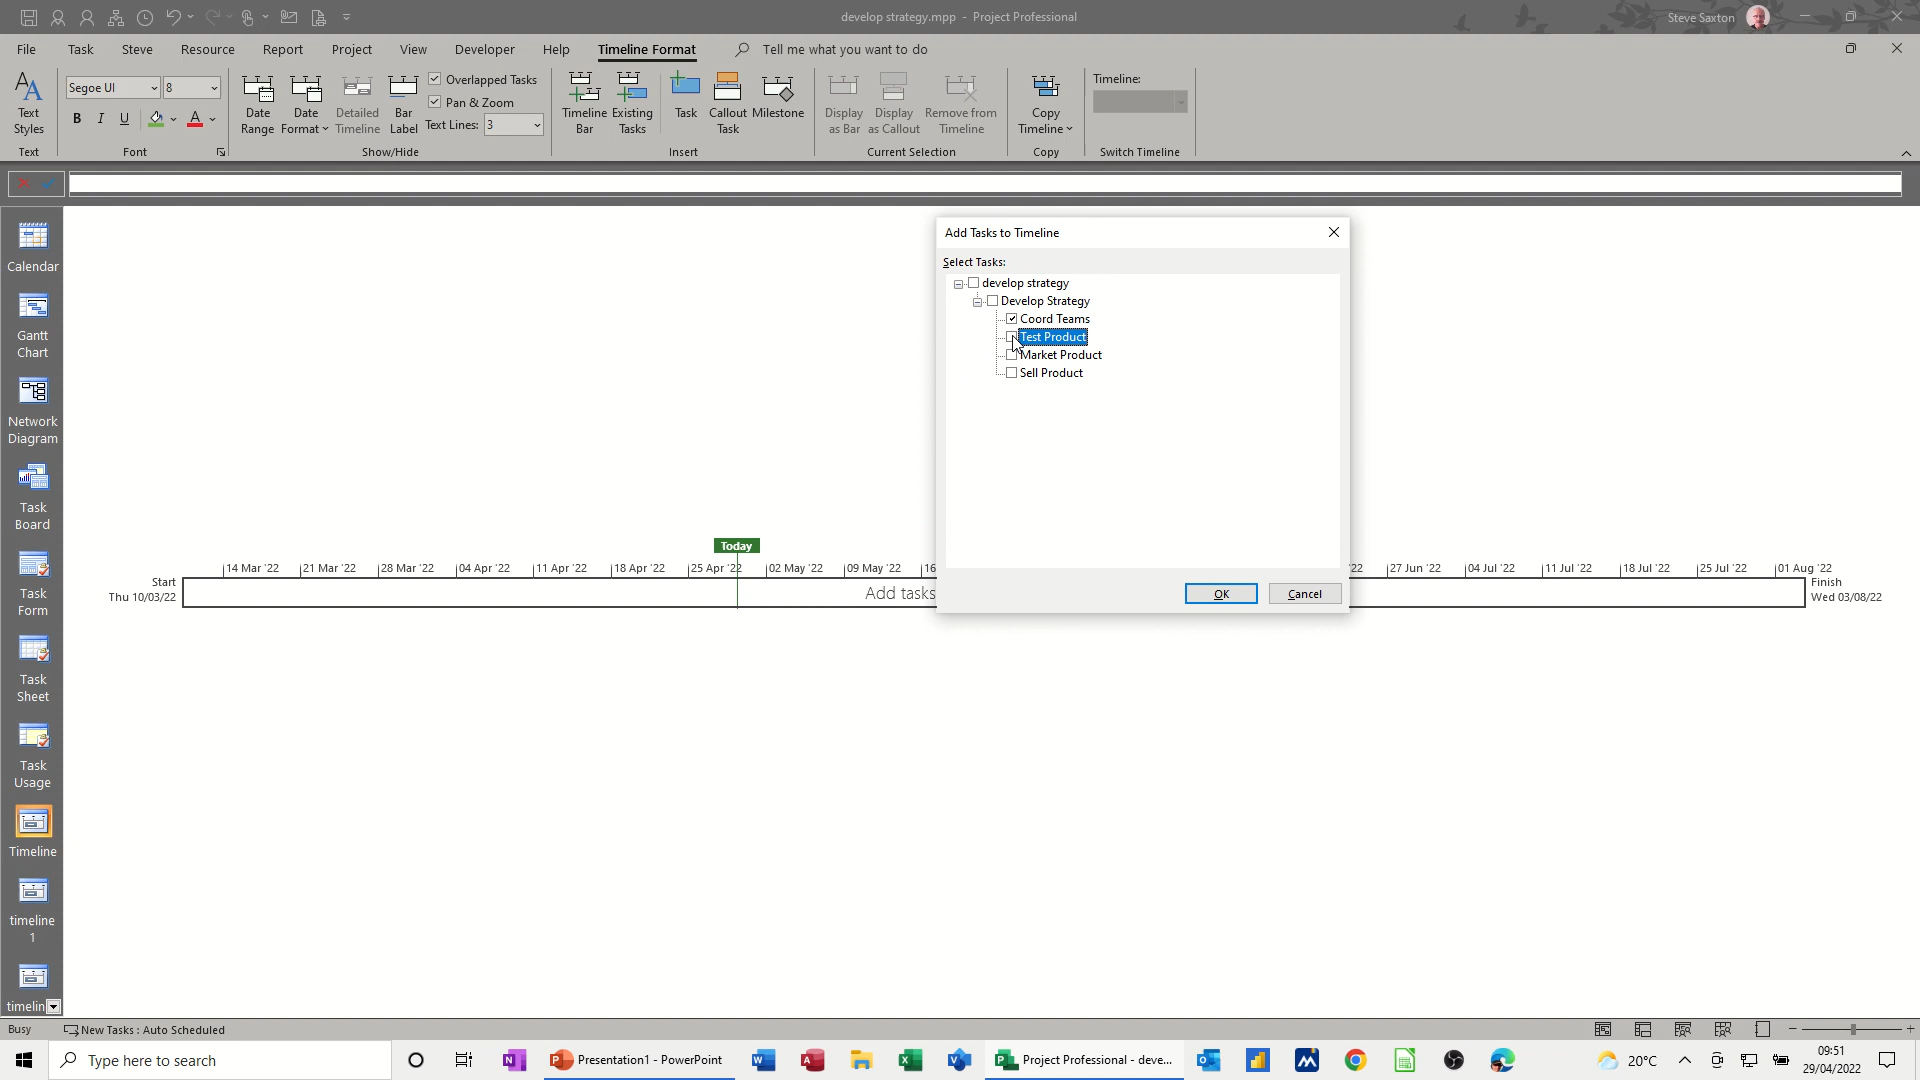 develop strategy.mpp - Project Professional
Steve Saxton
File Task Steve Resource Report Project View Developer Help Timeline Format Tell me what you want to do
Text Styles
Segoe UI 8
B I U A
Date Range
Date Format
Detailed Timeline
Bar Label
Overlapped Tasks
Pan & Zoom
Text Lines: 3
Timeline Bar
Existing Tasks
Task
Callout Task
Milestone
Display as Bar
Display as Callout
Remove from Timeline
Copy Timeline
Timeline:
Text Font Show/Hide Insert Current Selection Copy Switch Timeline
Calendar
Gantt Chart
Network Diagram
Task Board
Task Form
Task Sheet
Task Usage
Timeline
timeline 1
timelin
Add Tasks to Timeline
Select Tasks:
develop strategy
Develop Strategy
Coord Teams
Test Product
Market Product
Sell Product
OK Cancel
Today
14 Mar '22 21 Mar '22 28 Mar '22 04 Apr '22 11 Apr '22 18 Apr '22 25 Apr '22 02 May '22 09 May '22 16 '22 27 Jun '22 04 Jul '22 11 Jul '22 18 Jul '22 25 Jul '22 01 Aug '22
Start
Thu 10/03/22
Add tasks
Finish
Wed 03/08/22
Busy New Tasks : Auto Scheduled
Type here to search
Presentation1 - PowerPoint
Project Professional - deve...
20°C
09:51
29/04/2022